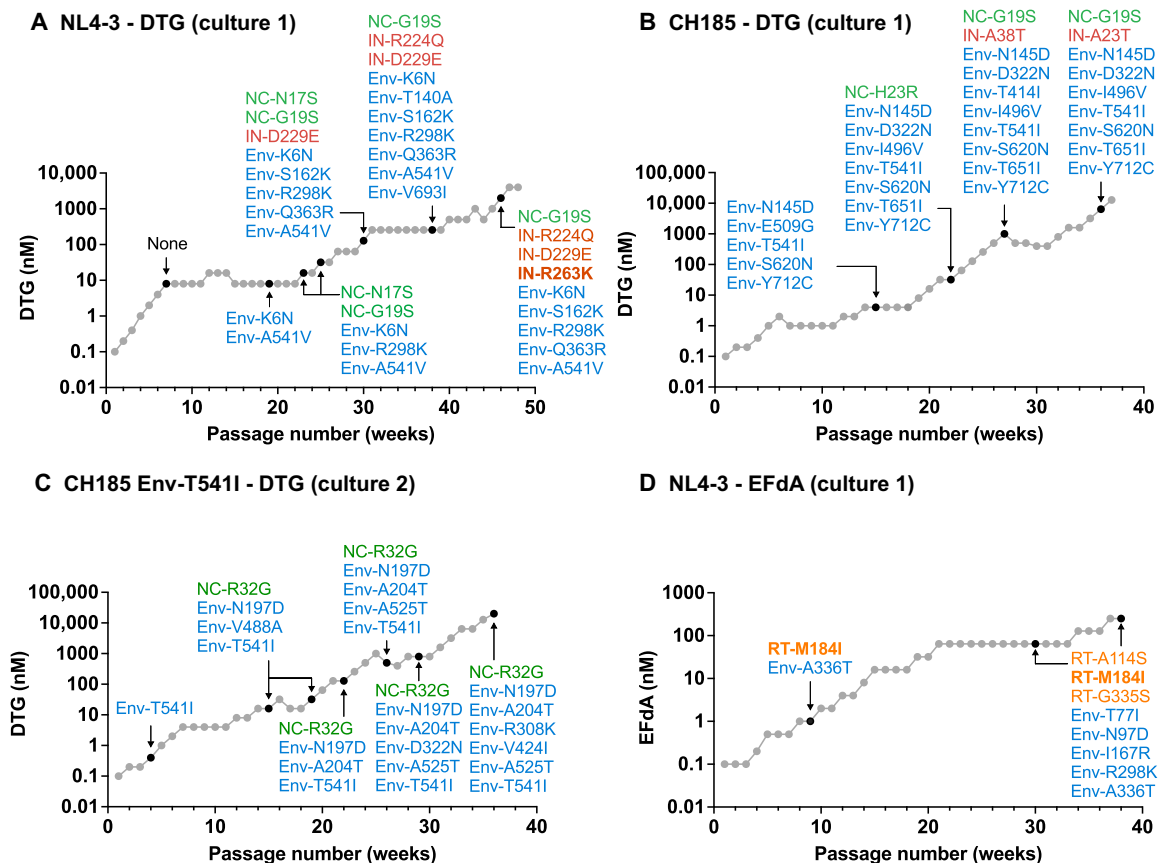 A NL4-3 - DTG (culture 1)
NC-G19S
IN-R224Q
IN-D229E
Env-K6N
Env-T140A
Env-S162K
Env-R298K
Env-Q363R
Env-A541V
Env-V693I
NC-N17S
NC-G19S
IN-D229E
Env-K6N
Env-S162K
Env-R298K
Env-Q363R
Env-A541V
None
Env-K6N
Env-A541V
NC-N17S
NC-G19S
Env-K6N
Env-R298K
Env-A541V
NC-G19S
IN-R224Q
IN-D229E
IN-R263K
Env-K6N
Env-S162K
Env-R298K
Env-Q363R
Env-A541V
DTG (nM)
10,000
1000
100
10
1
0.1
0.01
0
10
20
30
40
50
Passage number (weeks)
B CH185 - DTG (culture 1)
Env-N145D
Env-E509G
Env-T541I
Env-S620N
Env-Y712C
NC-H23R
Env-N145D
Env-D322N
Env-I496V
Env-T541I
Env-S620N
Env-T651I
Env-Y712C
NC-G19S
IN-A38T
Env-N145D
Env-D322N
Env-T414I
Env-I496V
Env-T541I
Env-S620N
Env-T651I
Env-Y712C
NC-G19S
IN-A23T
Env-N145D
Env-D322N
Env-I496V
Env-T541I
Env-S620N
Env-T651I
Env-Y712C
DTG (nM)
100,000
10,000
1000
100
10
1
0.1
0.01
0
10
20
30
40
Passage number (weeks)
C CH185 Env-T541I - DTG (culture 2)
Env-T541I
NC-R32G
Env-N197D
Env-V488A
Env-T541I
NC-R32G
Env-N197D
Env-A204T
Env-T541I
NC-R32G
Env-N197D
Env-A204T
Env-A525T
Env-T541I
NC-R32G
Env-N197D
Env-A204T
Env-D322N
Env-A525T
Env-T541I
NC-R32G
Env-N197D
Env-A204T
Env-R308K
Env-V424I
Env-A525T
Env-T541I
DTG (nM)
100,000
10,000
1000
100
10
1
0.1
0.01
0
10
20
30
40
Passage number (weeks)
D NL4-3 - EFdA (culture 1)
RT-M184I
Env-A336T
RT-A114S
RT-M184I
RT-G335S
Env-T77I
Env-N97D
Env-I167R
Env-R298K
Env-A336T
EFdA (nM)
1000
100
10
1
0.1
0.01
0
10
20
30
40
Passage number (weeks)